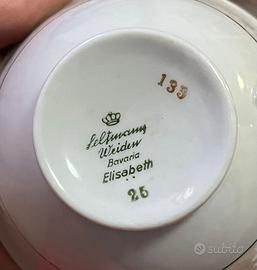 133
Seltmann
Weiden
Bavaria
Elisabeth
25
subito